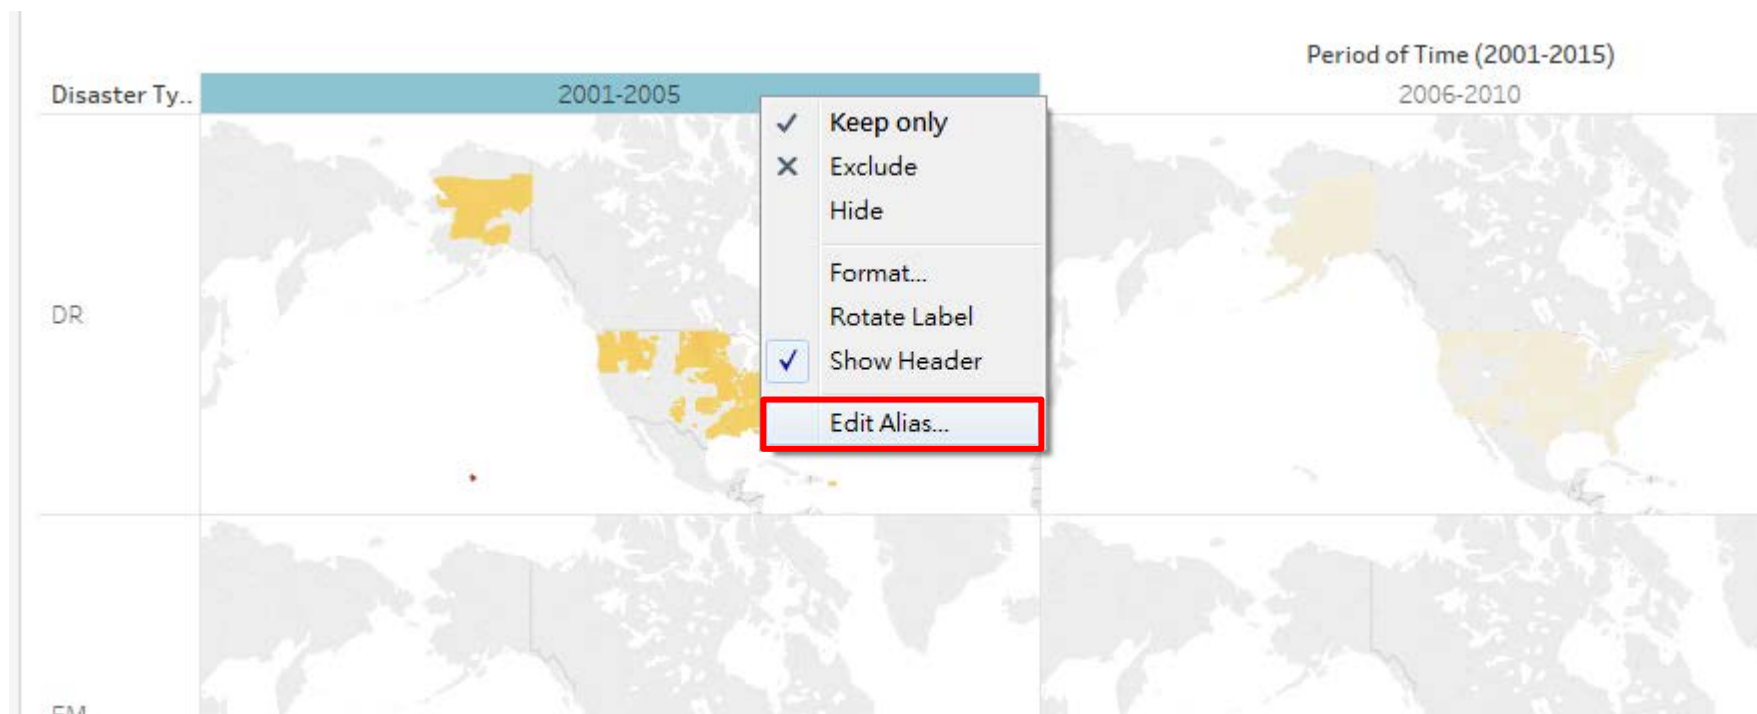 Period of Time (2001-2015)
Disaster Ty..
2001-2005
2006-2010
Keep only
Exclude
Hide
Format...
Rotate Label
Show Header
Edit Alias...
DR